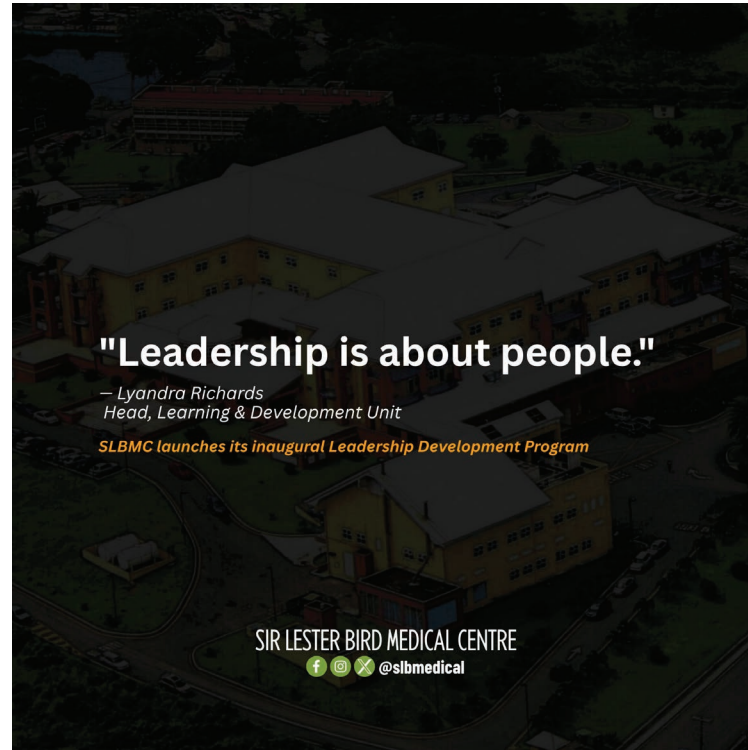 "Leadership is about people."
— Lyandra Richards
Head, Learning & Development Unit
SLBMC launches its inaugural Leadership Development Program
SIR LESTER BIRD MEDICAL CENTRE
@slbmedical